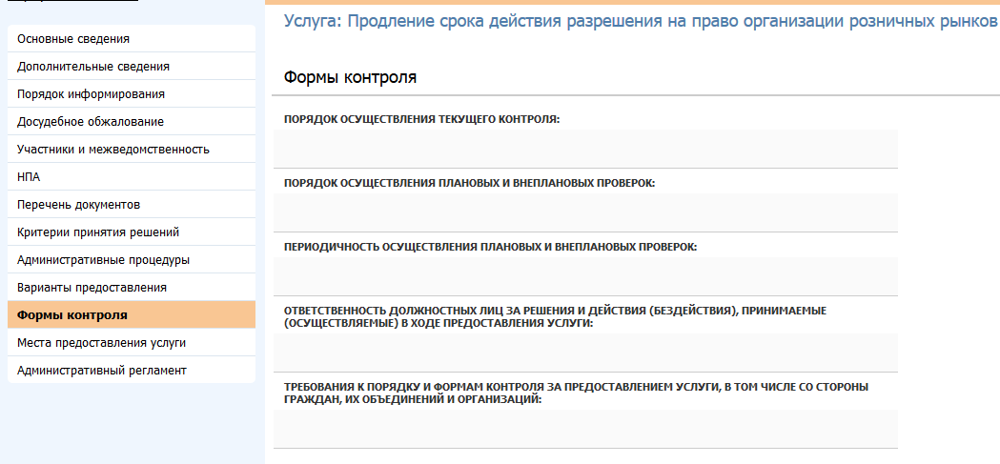 Услуга: Продление срока действия разрешения на право организации розничных рынков
Основные сведения
Дополнительные сведения
Порядок информирования
Досудебное обжалование
Участники и межведомственность
НПА
Перечень документов
Критерии принятия решений
Административные процедуры
Варианты предоставления
Формы контроля
Места предоставления услуги
Административный регламент
Формы контроля
ПОРЯДОК ОСУЩЕСТВЛЕНИЯ ТЕКУЩЕГО КОНТРОЛЯ:
ПОРЯДОК ОСУЩЕСТВЛЕНИЯ ПЛАНОВЫХ И ВНЕПЛАНОВЫХ ПРОВЕРОК:
ПЕРИОДИЧНОСТЬ ОСУЩЕСТВЛЕНИЯ ПЛАНОВЫХ И ВНЕПЛАНОВЫХ ПРОВЕРОК:
ОТВЕТСТВЕННОСТЬ ДОЛЖНОСТНЫХ ЛИЦ ЗА РЕШЕНИЯ И ДЕЙСТВИЯ (БЕЗДЕЙСТВИЯ), ПРИНИМАЕМЫЕ
(ОСУЩЕСТВЛЯЕМЫЕ) В ХОДЕ ПРЕДОСТАВЛЕНИЯ УСЛУГИ:
ТРЕБОВАНИЯ К ПОРЯДКУ И ФОРМАМ КОНТРОЛЯ ЗА ПРЕДОСТАВЛЕНИЕМ УСЛУГИ, В ТОМ ЧИСЛЕ СО СТОРОНЫ
ГРАЖДАН, ИХ ОБЪЕДИНЕНИЙ И ОРГАНИЗАЦИЙ: